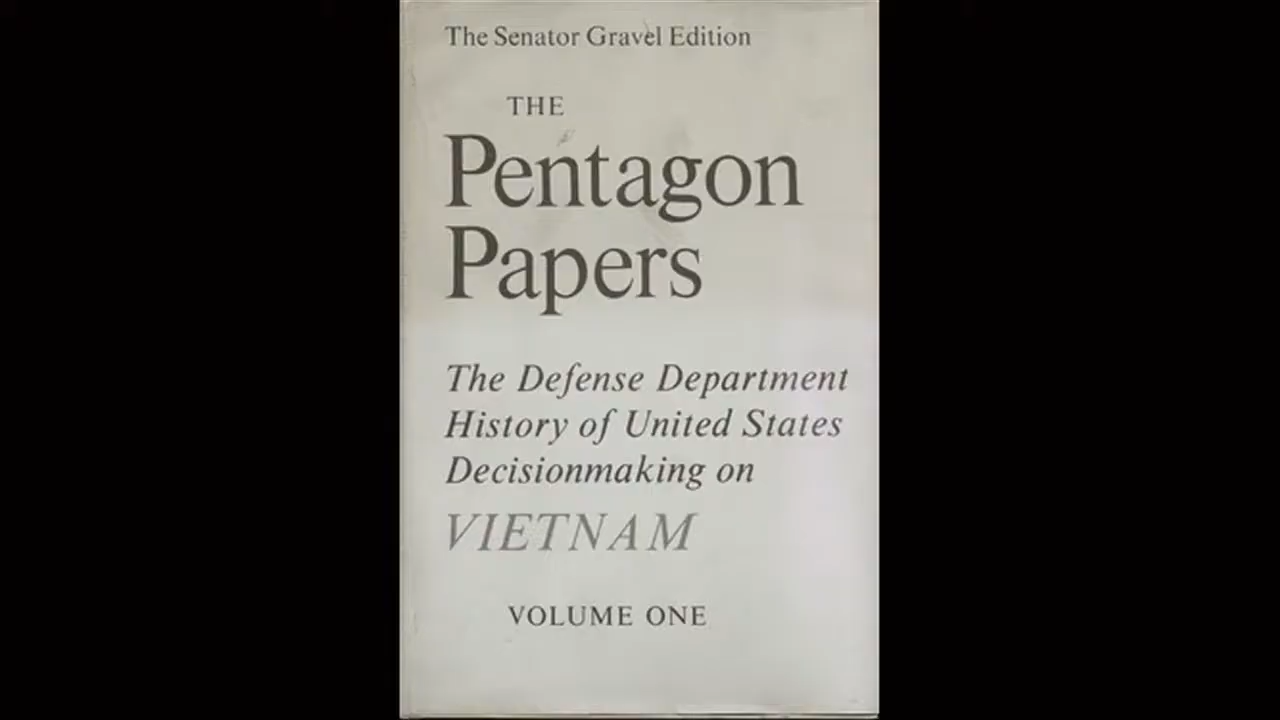 The Senator Gravel Edition
THE
Pentagon
Papers
The Defense Department
History of United States
Decisionmaking on
VIETNAM
VOLUME ONE